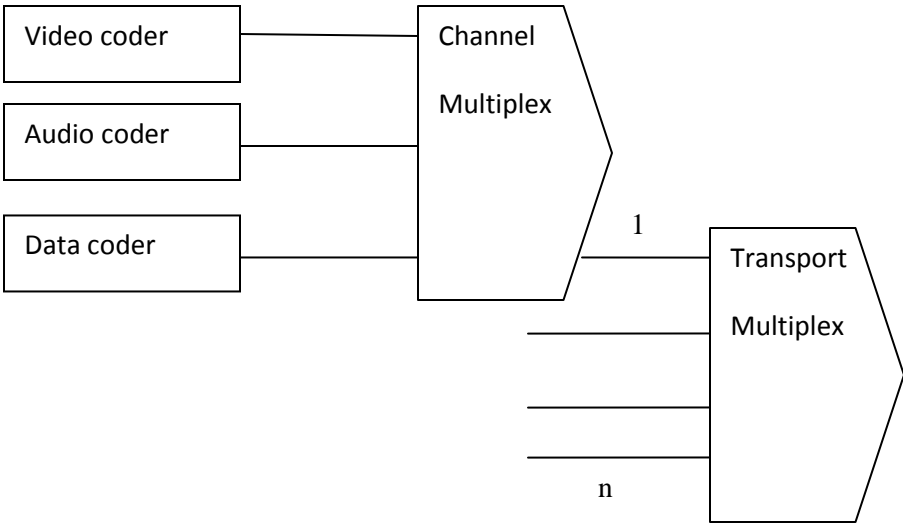 Video coder
Channel
Multiplex
Audio coder
Data coder
1
Transport
Multiplex
n